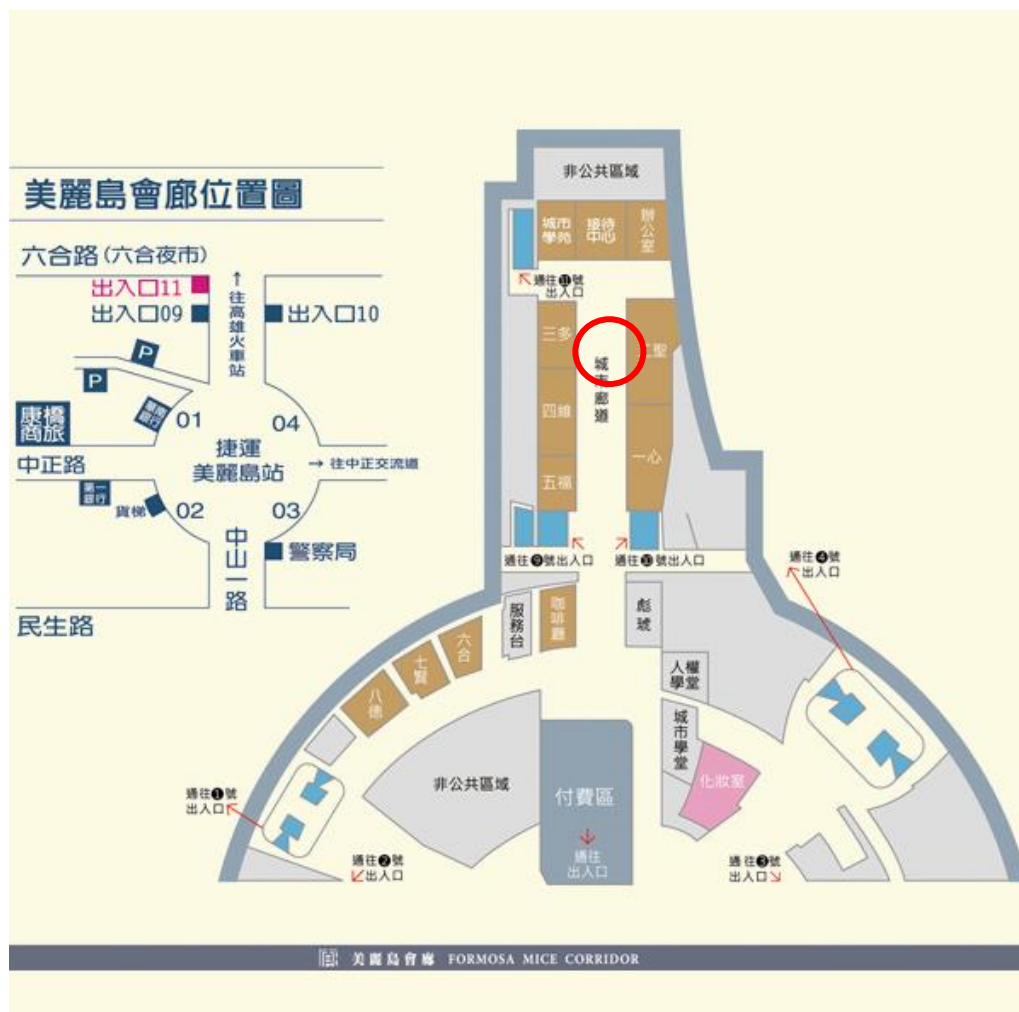 美麗島會廊位置圖
六合路(六合夜市)
出入口11
出入口09
出入口10
↑往高雄火車站
P
P
華南
銀行
01
04
康橋
商旅
捷運
美麗島站
中正路
→ 往中正交流道
第一
銀行
貨梯
02
03
中山一路
警察局
民生路
非公共區域
城市
學苑
接待
中心
辦公室
通往⓫號
出入口
三多
城市廊道
四維
一心
五福
通往❾號出入口
通往❿號出入口
通往❹號
出入口
服務台
咖啡廳
彪琥
六合
七賢
八德
人權
學堂
城市學堂
化妝室
非公共區域
付費區
通往
出入口
通往❶號
出入口
通往❷號
出入口
通往❸號
出入口
美麗島會廊 FORMOSA MICE CORRIDOR